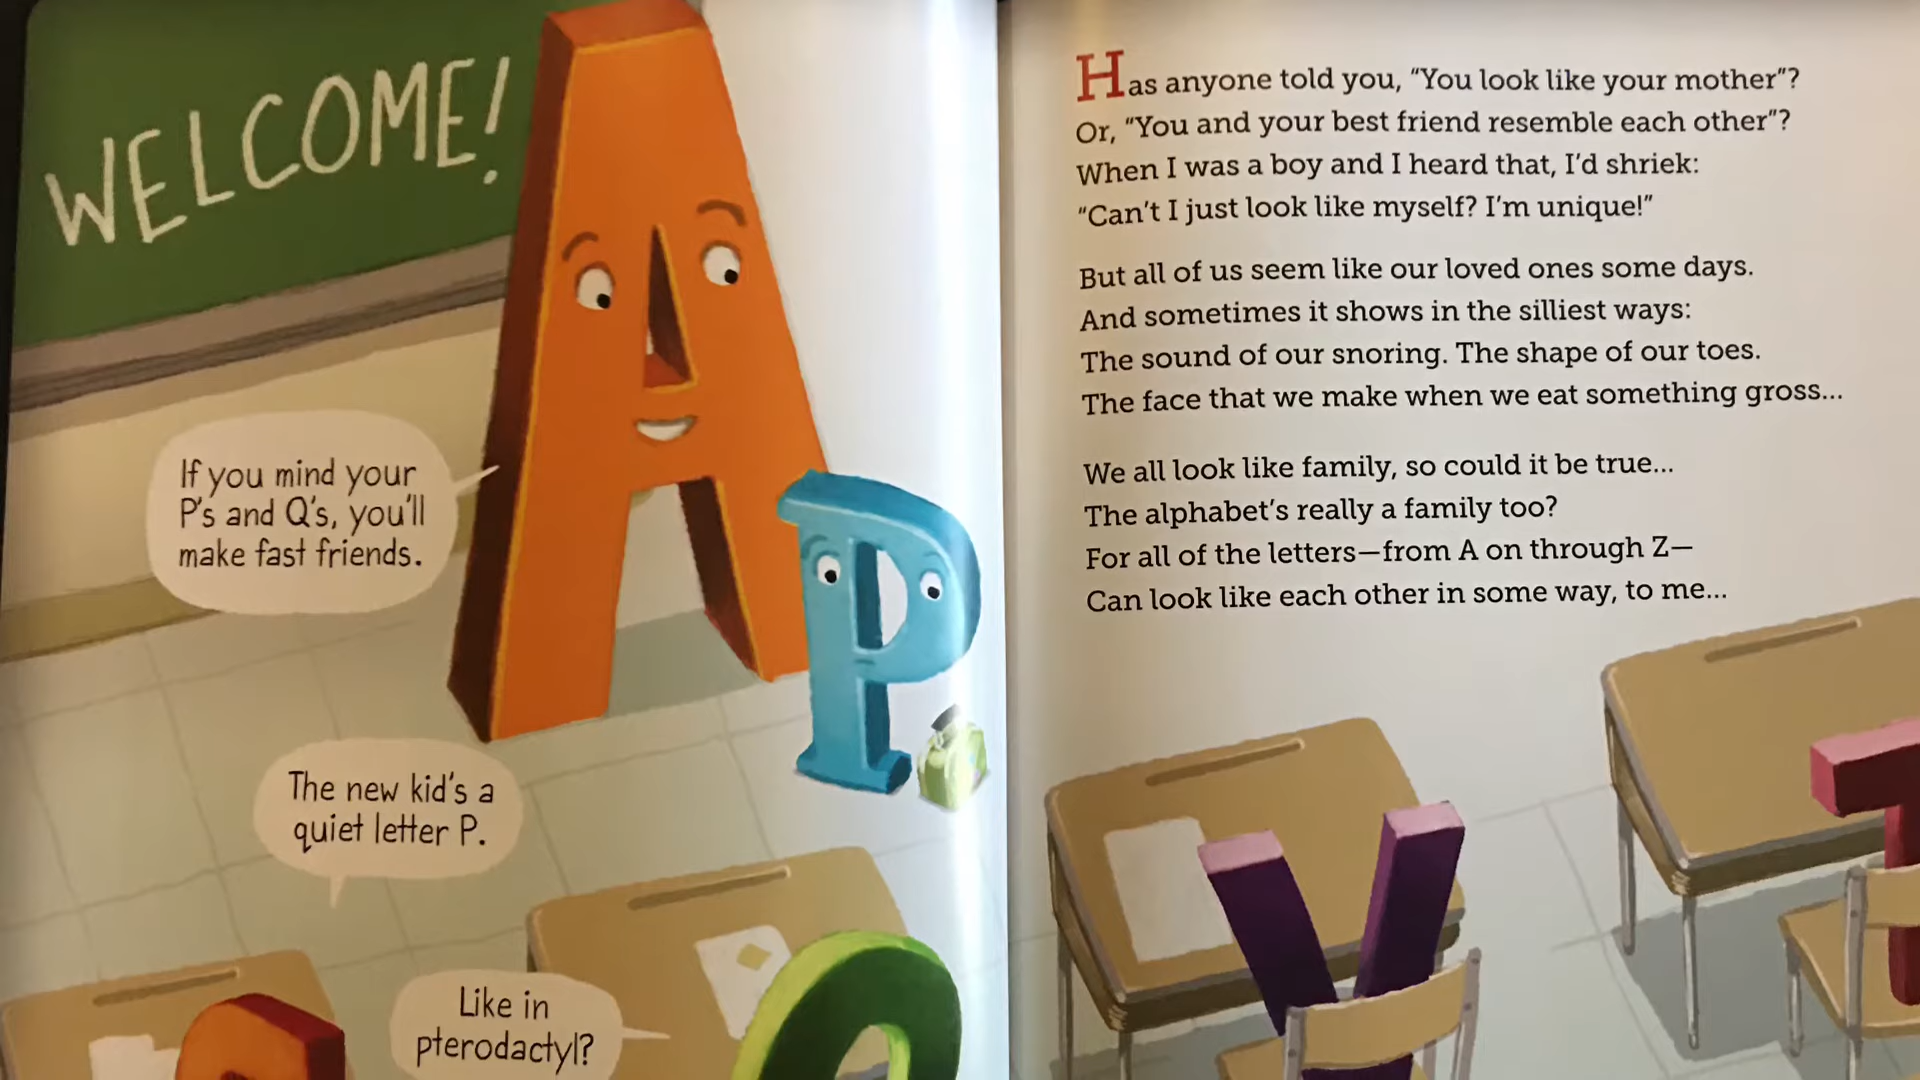 WELCOME!
If you mind your
P's and Q's, you'll
make fast friends.
The new kid's a
quiet letter P.
Like in
pterodactyl?
Has anyone told you, “You look like your mother”?
Or, “You and your best friend resemble each other”?
When I was a boy and I heard that, I’d shriek:
“Can’t I just look like myself? I’m unique!”
But all of us seem like our loved ones some days.
And sometimes it shows in the silliest ways:
The sound of our snoring. The shape of our toes.
The face that we make when we eat something gross...
We all look like family, so could it be true...
The alphabet’s really a family too?
For all of the letters—from A on through Z—
Can look like each other in some way, to me...